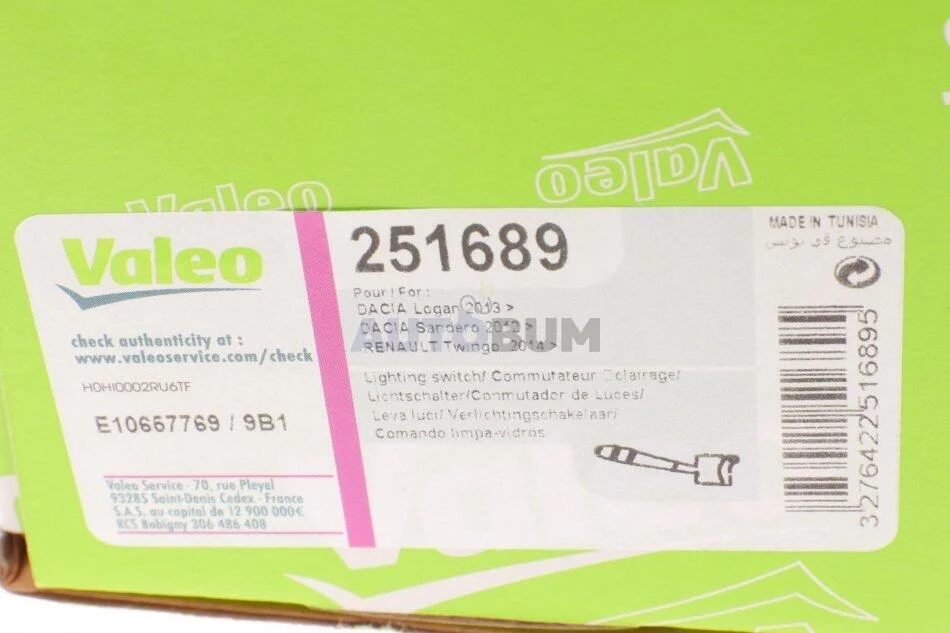 Valeo
Valeo
Valeo
check authenticity at :
www.valeoservice.com/check
H0HI0002RU6TF
E10657769 / 9B1
Valeo Service - 70, rue Pleyel
93285 Saint-Denis Cedex - France
S.A.S. au capital de 12 900 000€
RCS Bobigny 306 486 408
251689
Pour / For :
DACIA Logan 2013 >
DACIA Sandero 2012 >
RENAULT Twingo 2014 >
AUTOBUM
Lighting switch/ Commutateur Eclairage/
Lichtschalter/Conmutador de Luces/
Leva luci/ Verlichtingschakelaar/
Comando limpa-vidros
MADE IN TUNISIA
مصنوع في تونس
3276422516895
Valeo